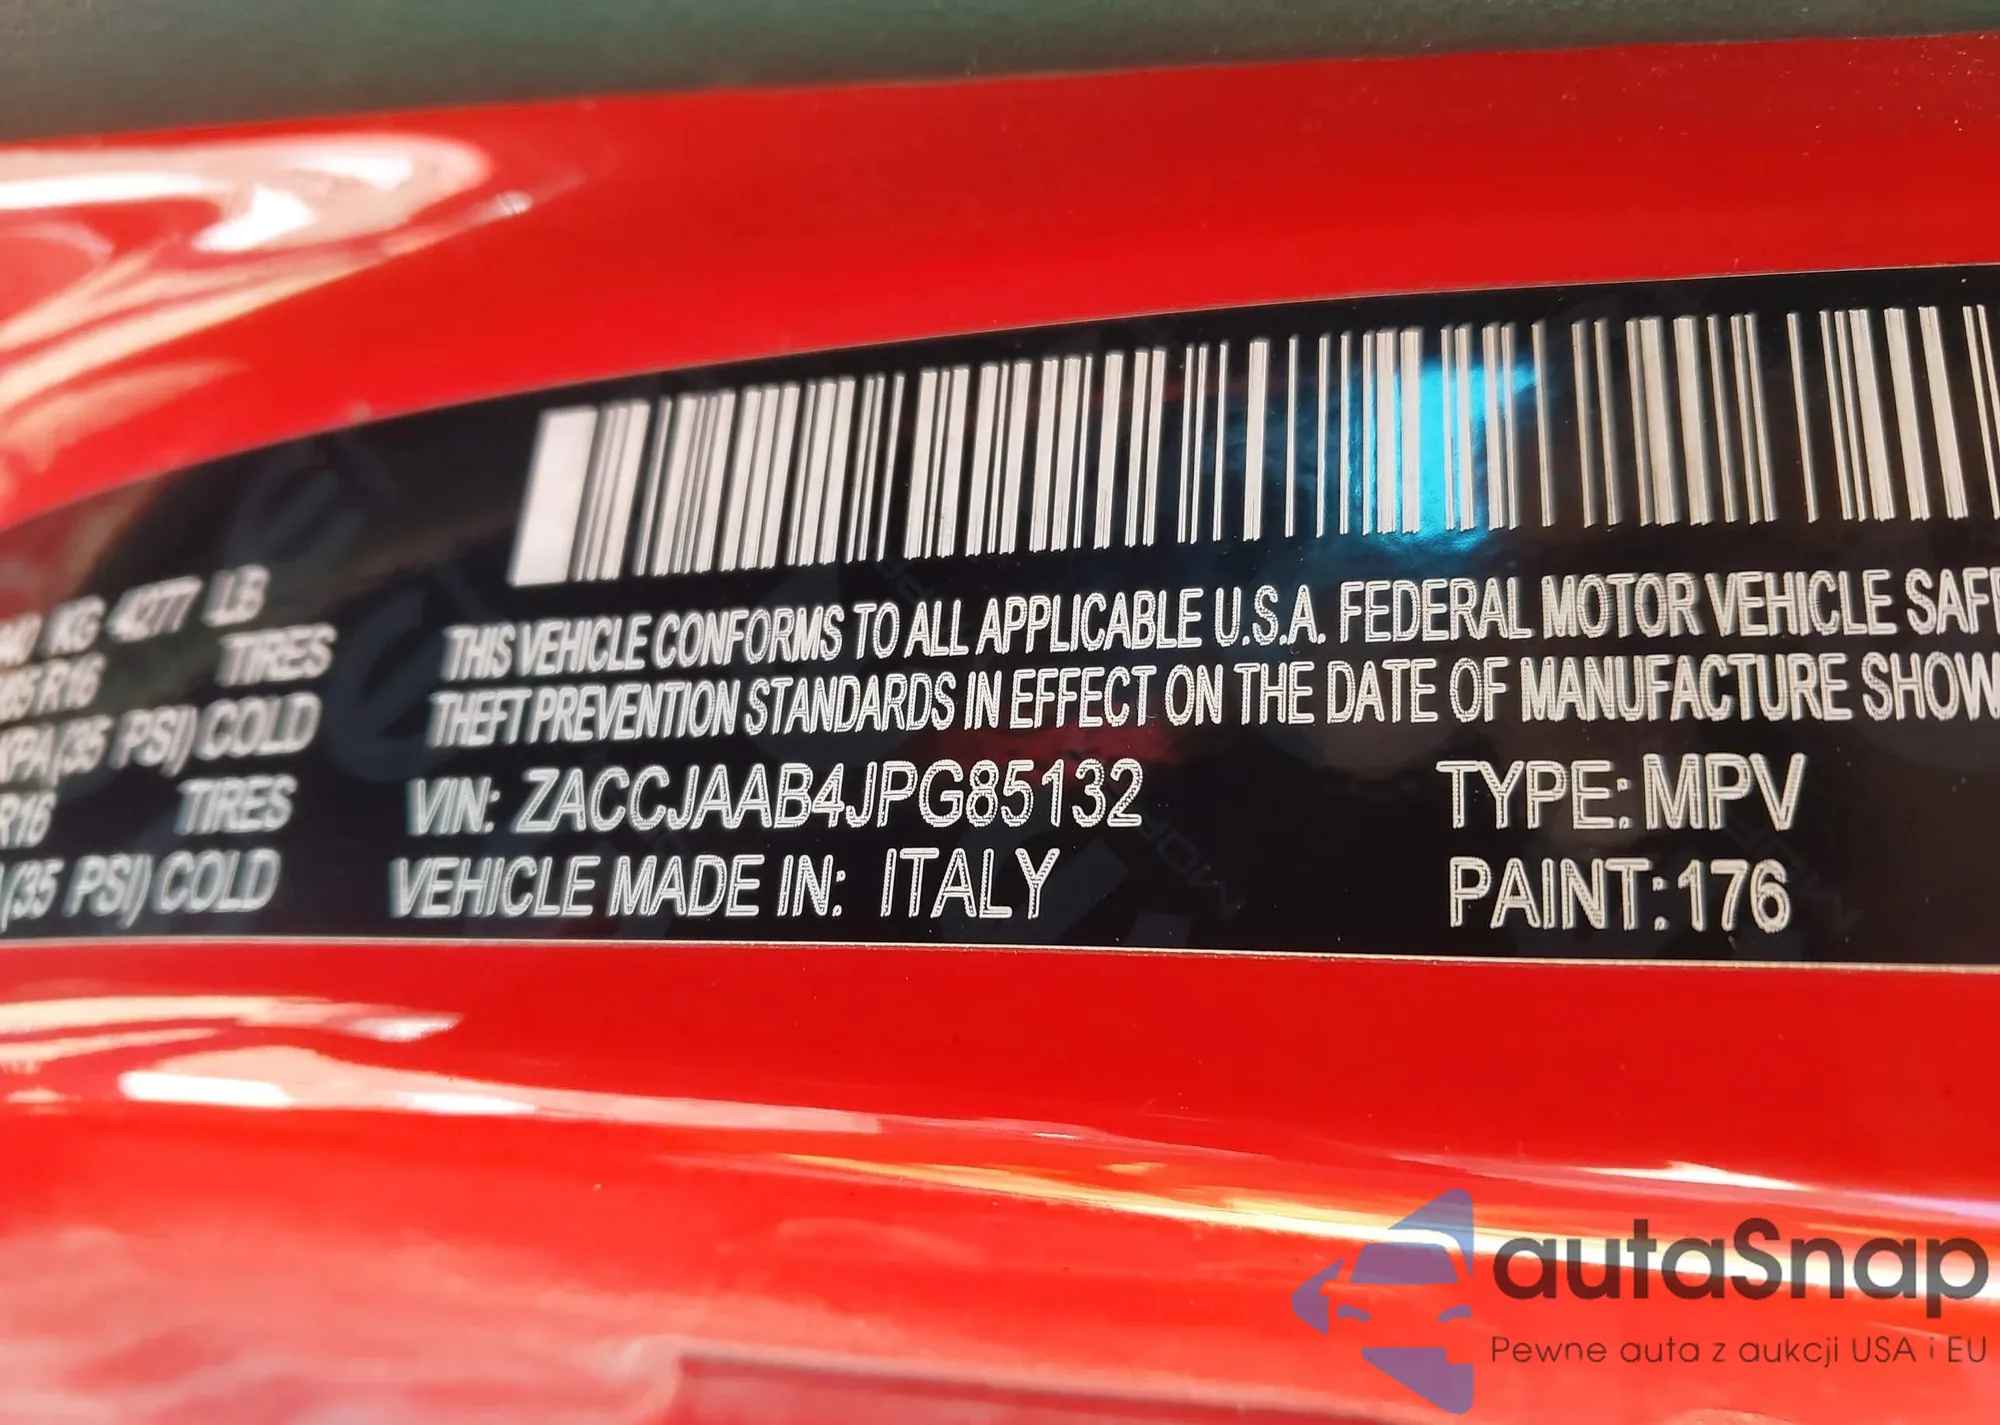 KG 4277 LB
65 R16 TIRES
KPA(35 PSI) COLD
R16 TIRES
(35 PSI) COLD
THIS VEHICLE CONFORMS TO ALL APPLICABLE U.S.A. FEDERAL MOTOR VEHICLE SAF
THEFT PREVENTION STANDARDS IN EFFECT ON THE DATE OF MANUFACTURE SHOW
VIN: ZACCJAAB4JPG85132 TYPE: MPV
VEHICLE MADE IN: ITALY PAINT: 176
autaSnap
Pewne auta z aukcji USA i EU